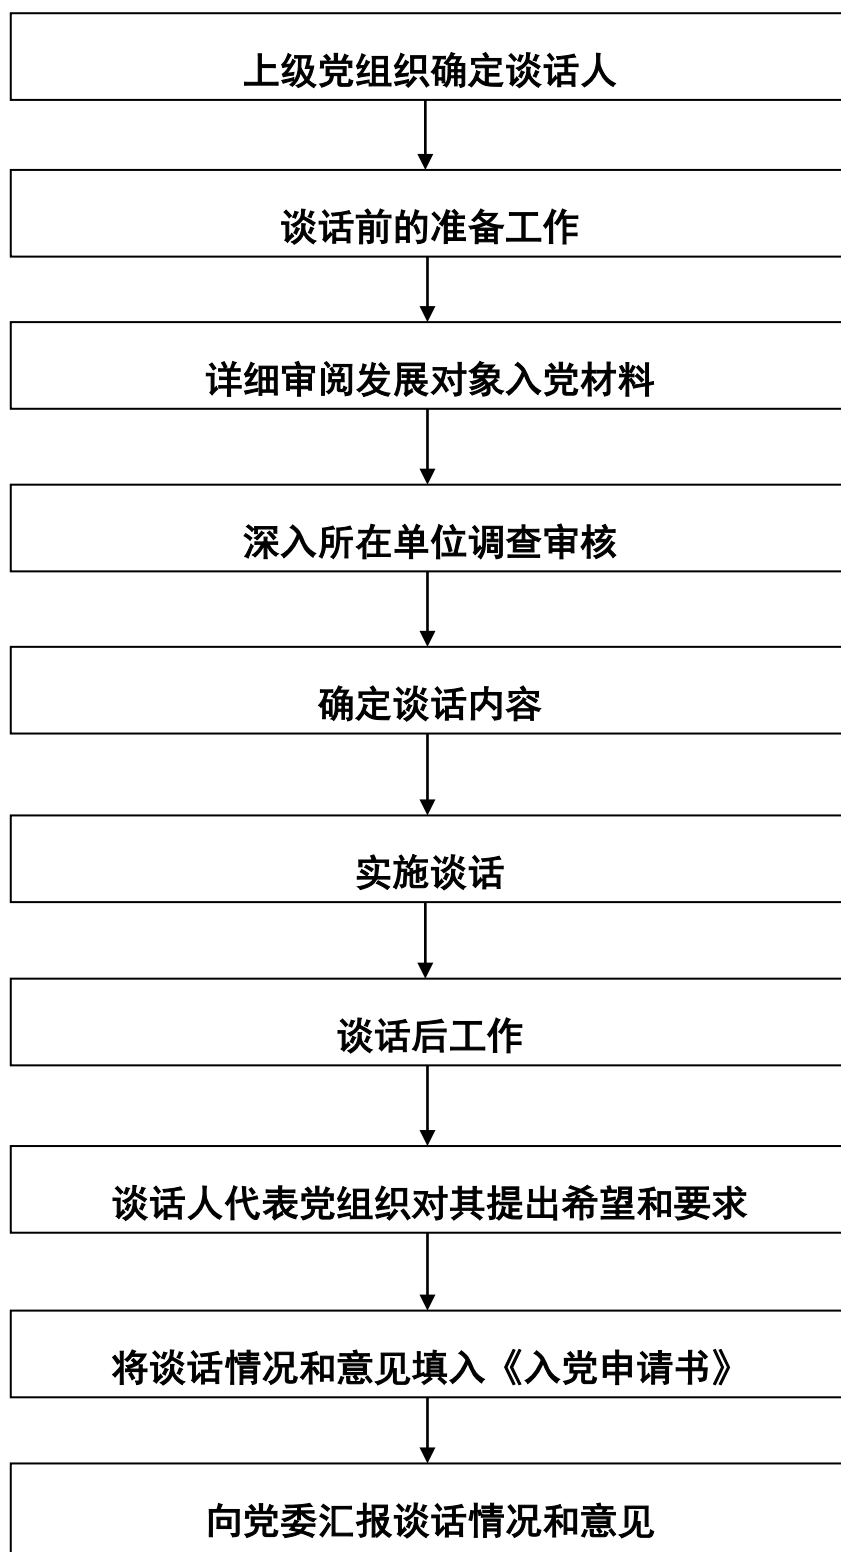 上级党组织确定谈话人
谈话前的准备工作
详细审阅发展对象入党材料
深入所在单位调查审核
确定谈话内容
实施谈话
谈话后工作
谈话人代表党组织对其提出希望和要求
将谈话情况和意见填入《入党申请书》
向党委汇报谈话情况和意见